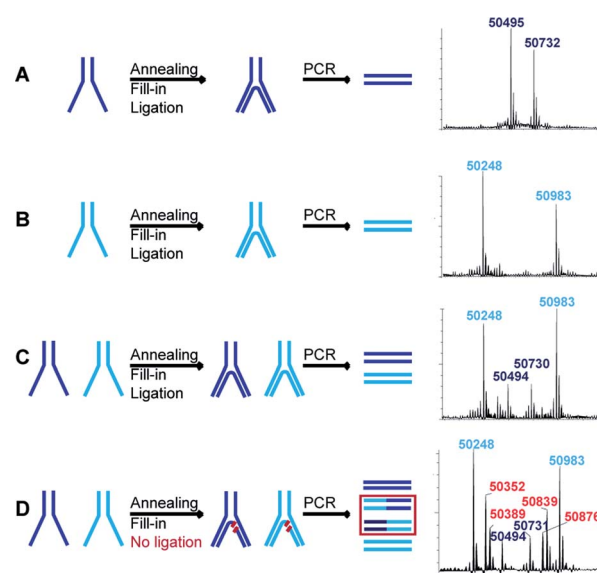 A
Annealing
Fill-in
Ligation
PCR
50495
50732
B
Annealing
Fill-in
Ligation
PCR
50248
50983
C
Annealing
Fill-in
Ligation
PCR
50248
50494
50730
50983
D
Annealing
Fill-in
No ligation
PCR
50248
50352
50389
50494
50731
50839
50983
50876